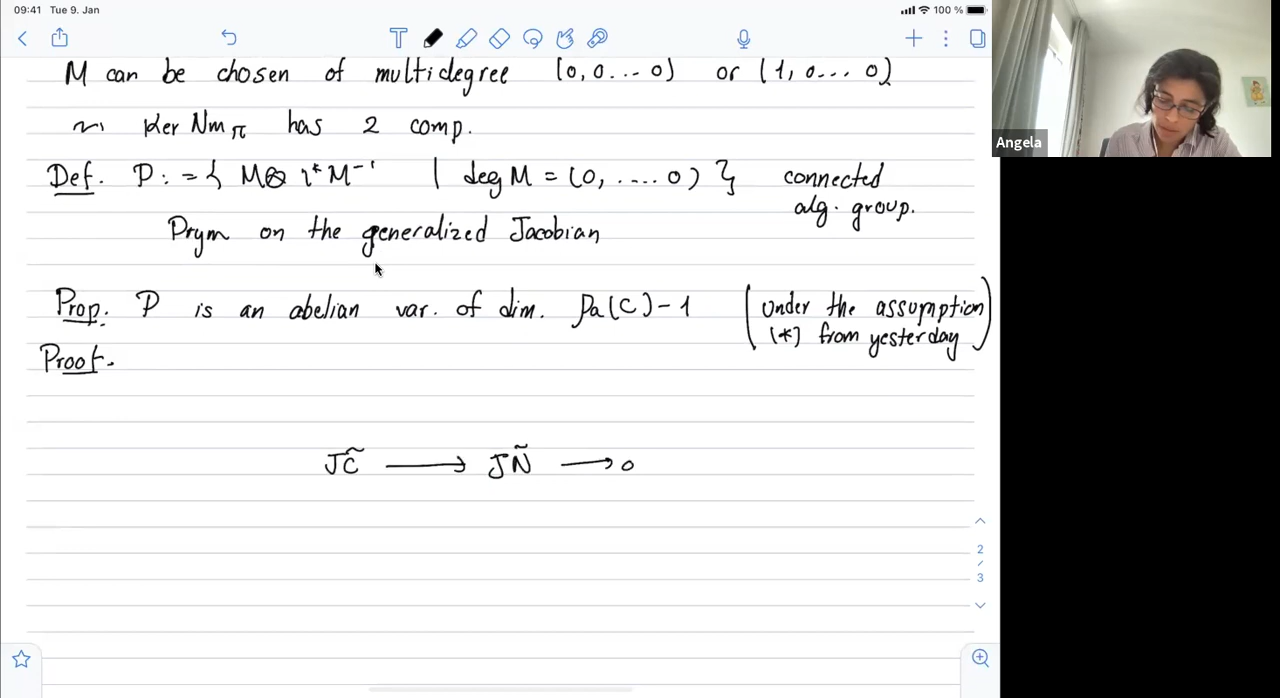 09:41 Tue 9. Jan
100 %
M can be chosen of multidegree (0,0...0) or (1,0...0)
⇝ Ker Nm_π has 2 comp.
Def. P := { M⊗ι*M⁻¹ | deg M = (0,....0) } connected
alg. group.
Prym on the generalized Jacobian
Prop. P is an abelian var. of dim. Pa(C)-1 (Under the assumption
(*) from yesterday)
Proof.
JC̃ ⟶ JÑ ⟶ 0
2
/
3
Angela